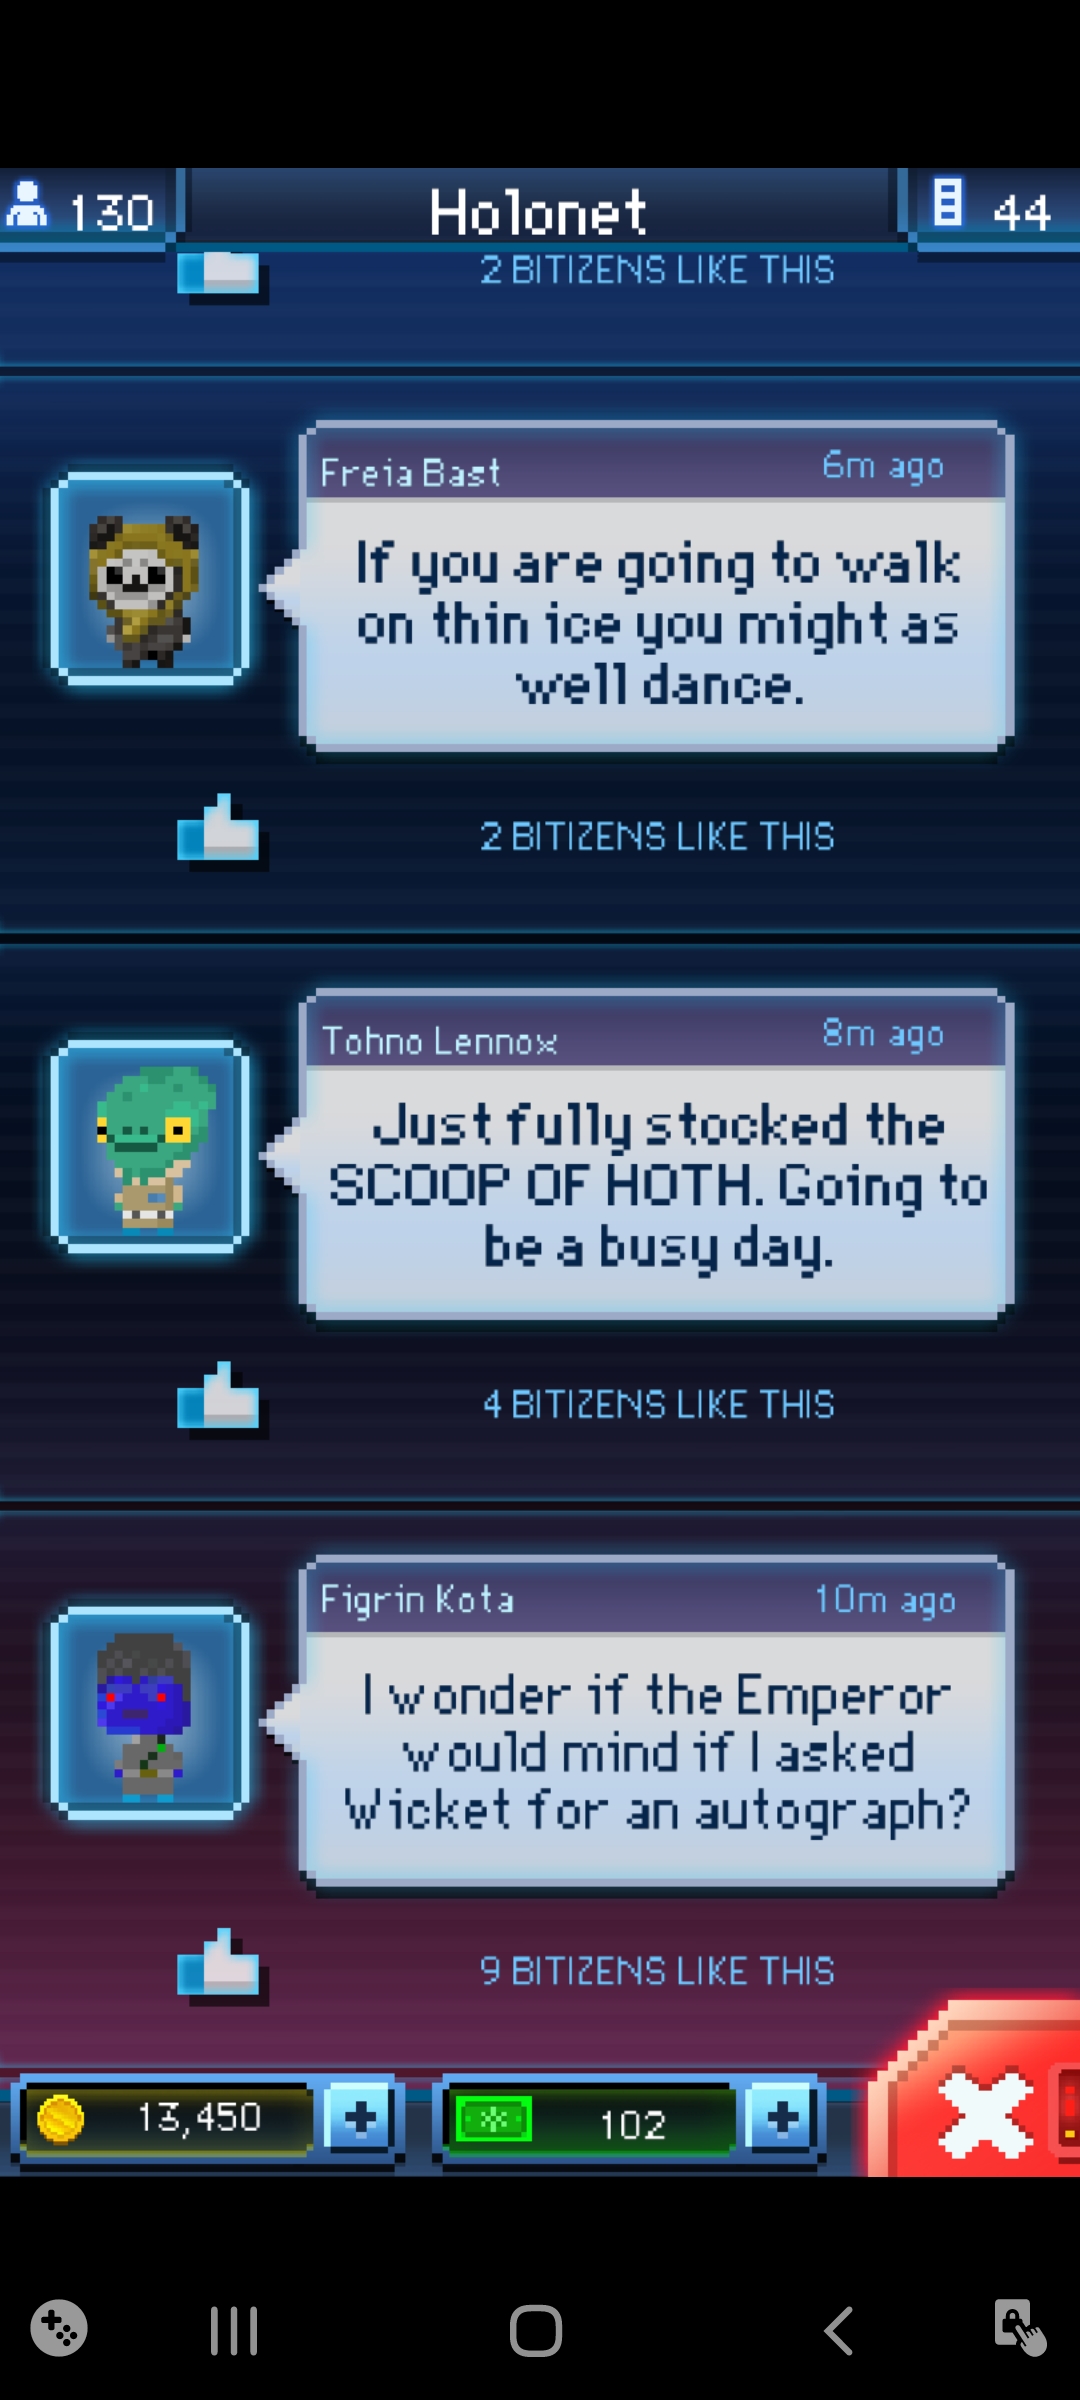 130
Holonet
44
2 BITIZENS LIKE THIS
Freia Bast
6m ago
If you are going to walk
on thin ice you might as
well dance.
2 BITIZENS LIKE THIS
Tohno Lennox
8m ago
Just fully stocked the
SCOOP OF HOTH. Going to
be a busy day.
4 BITIZENS LIKE THIS
Figrin Kota
10m ago
I wonder if the Emperor
would mind if I asked
Wicket for an autograph?
9 BITIZENS LIKE THIS
13,450
102